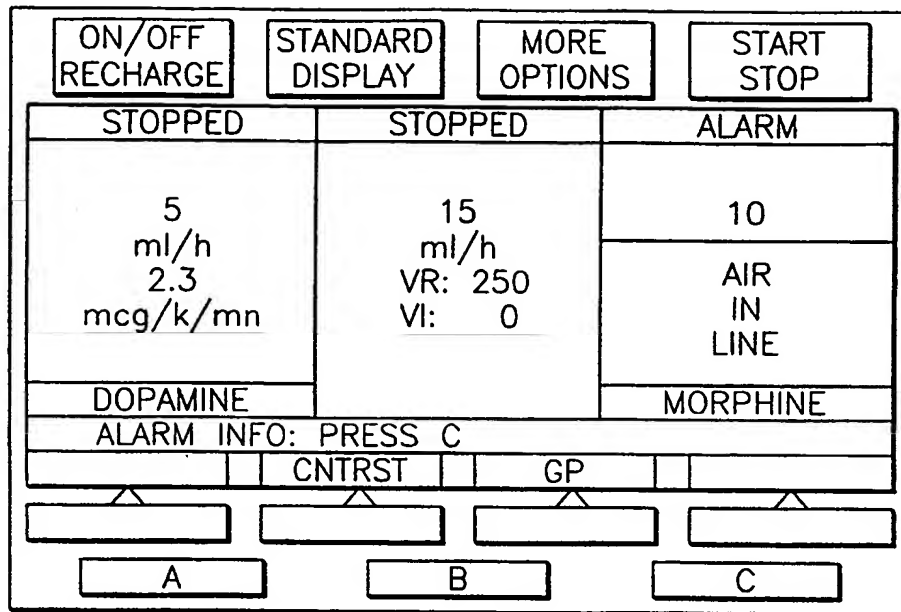 ON/OFF RECHARGE
STANDARD DISPLAY
MORE OPTIONS
START STOP
STOPPED
5
ml/h
2.3
mcg/k/mn
DOPAMINE
STOPPED
15
ml/h
VR: 250
VI: 0
ALARM
10
AIR
IN
LINE
MORPHINE
ALARM INFO: PRESS C
CNTRST
GP
A
B
C